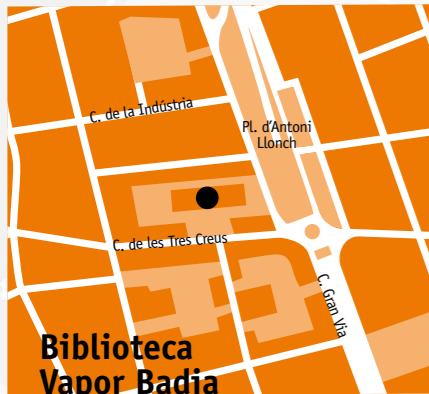 C. de la Indústria
Pl. d'Antoni
Llonch
C. de les Tres Creus
C. Gran Via
Biblioteca
Vapor Badia